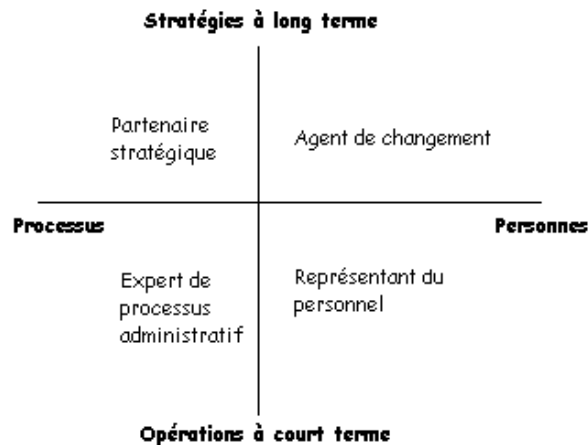 Stratégies à long terme
Partenaire
stratégique
Agent de changement
Processus
Personnes
Expert de
processus
administratif
Représentant du
personnel
Opérations à court terme